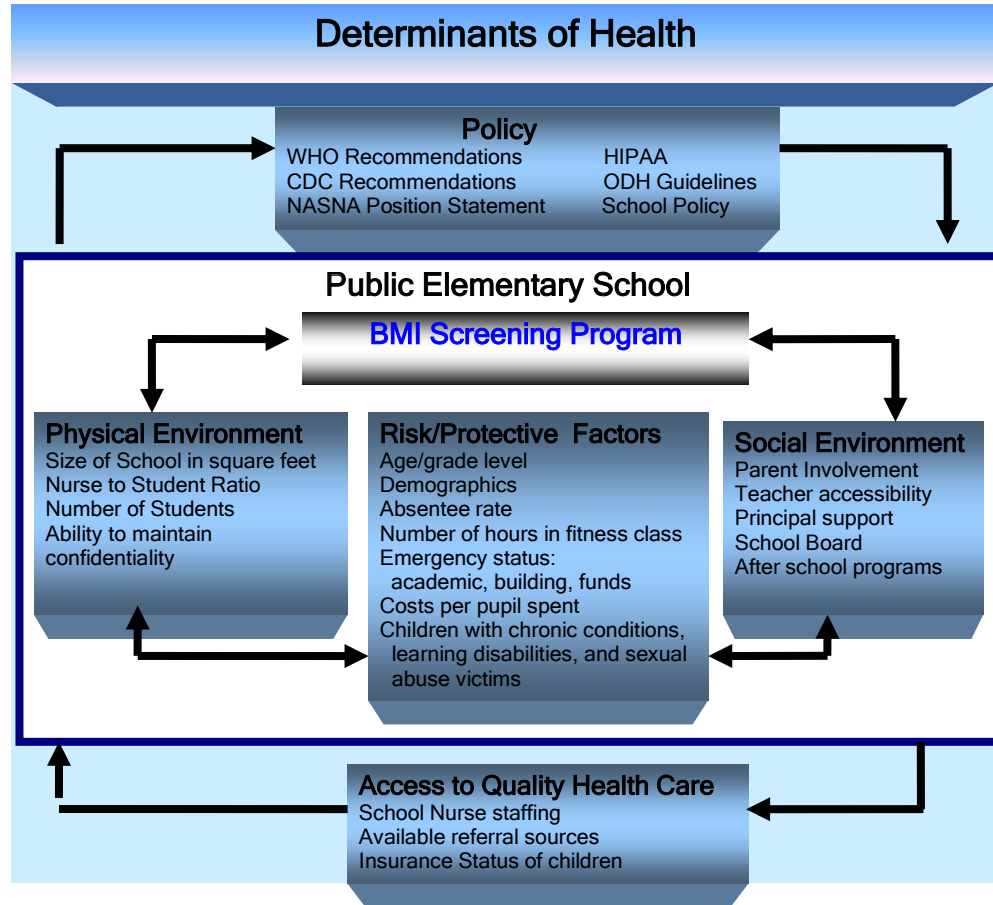 Determinants of Health
Policy
WHO Recommendations
CDC Recommendations
NASNA Position Statement
HIPAA
ODH Guidelines
School Policy
Public Elementary School
BMI Screening Program
Physical Environment
Size of School in square feet
Nurse to Student Ratio
Number of Students
Ability to maintain
confidentiality
Risk/Protective Factors
Age/grade level
Demographics
Absentee rate
Number of hours in fitness class
Emergency status:
academic, building, funds
Costs per pupil spent
Children with chronic conditions,
learning disabilities, and sexual
abuse victims
Social Environment
Parent Involvement
Teacher accessibility
Principal support
School Board
After school programs
Access to Quality Health Care
School Nurse staffing
Available referral sources
Insurance Status of children